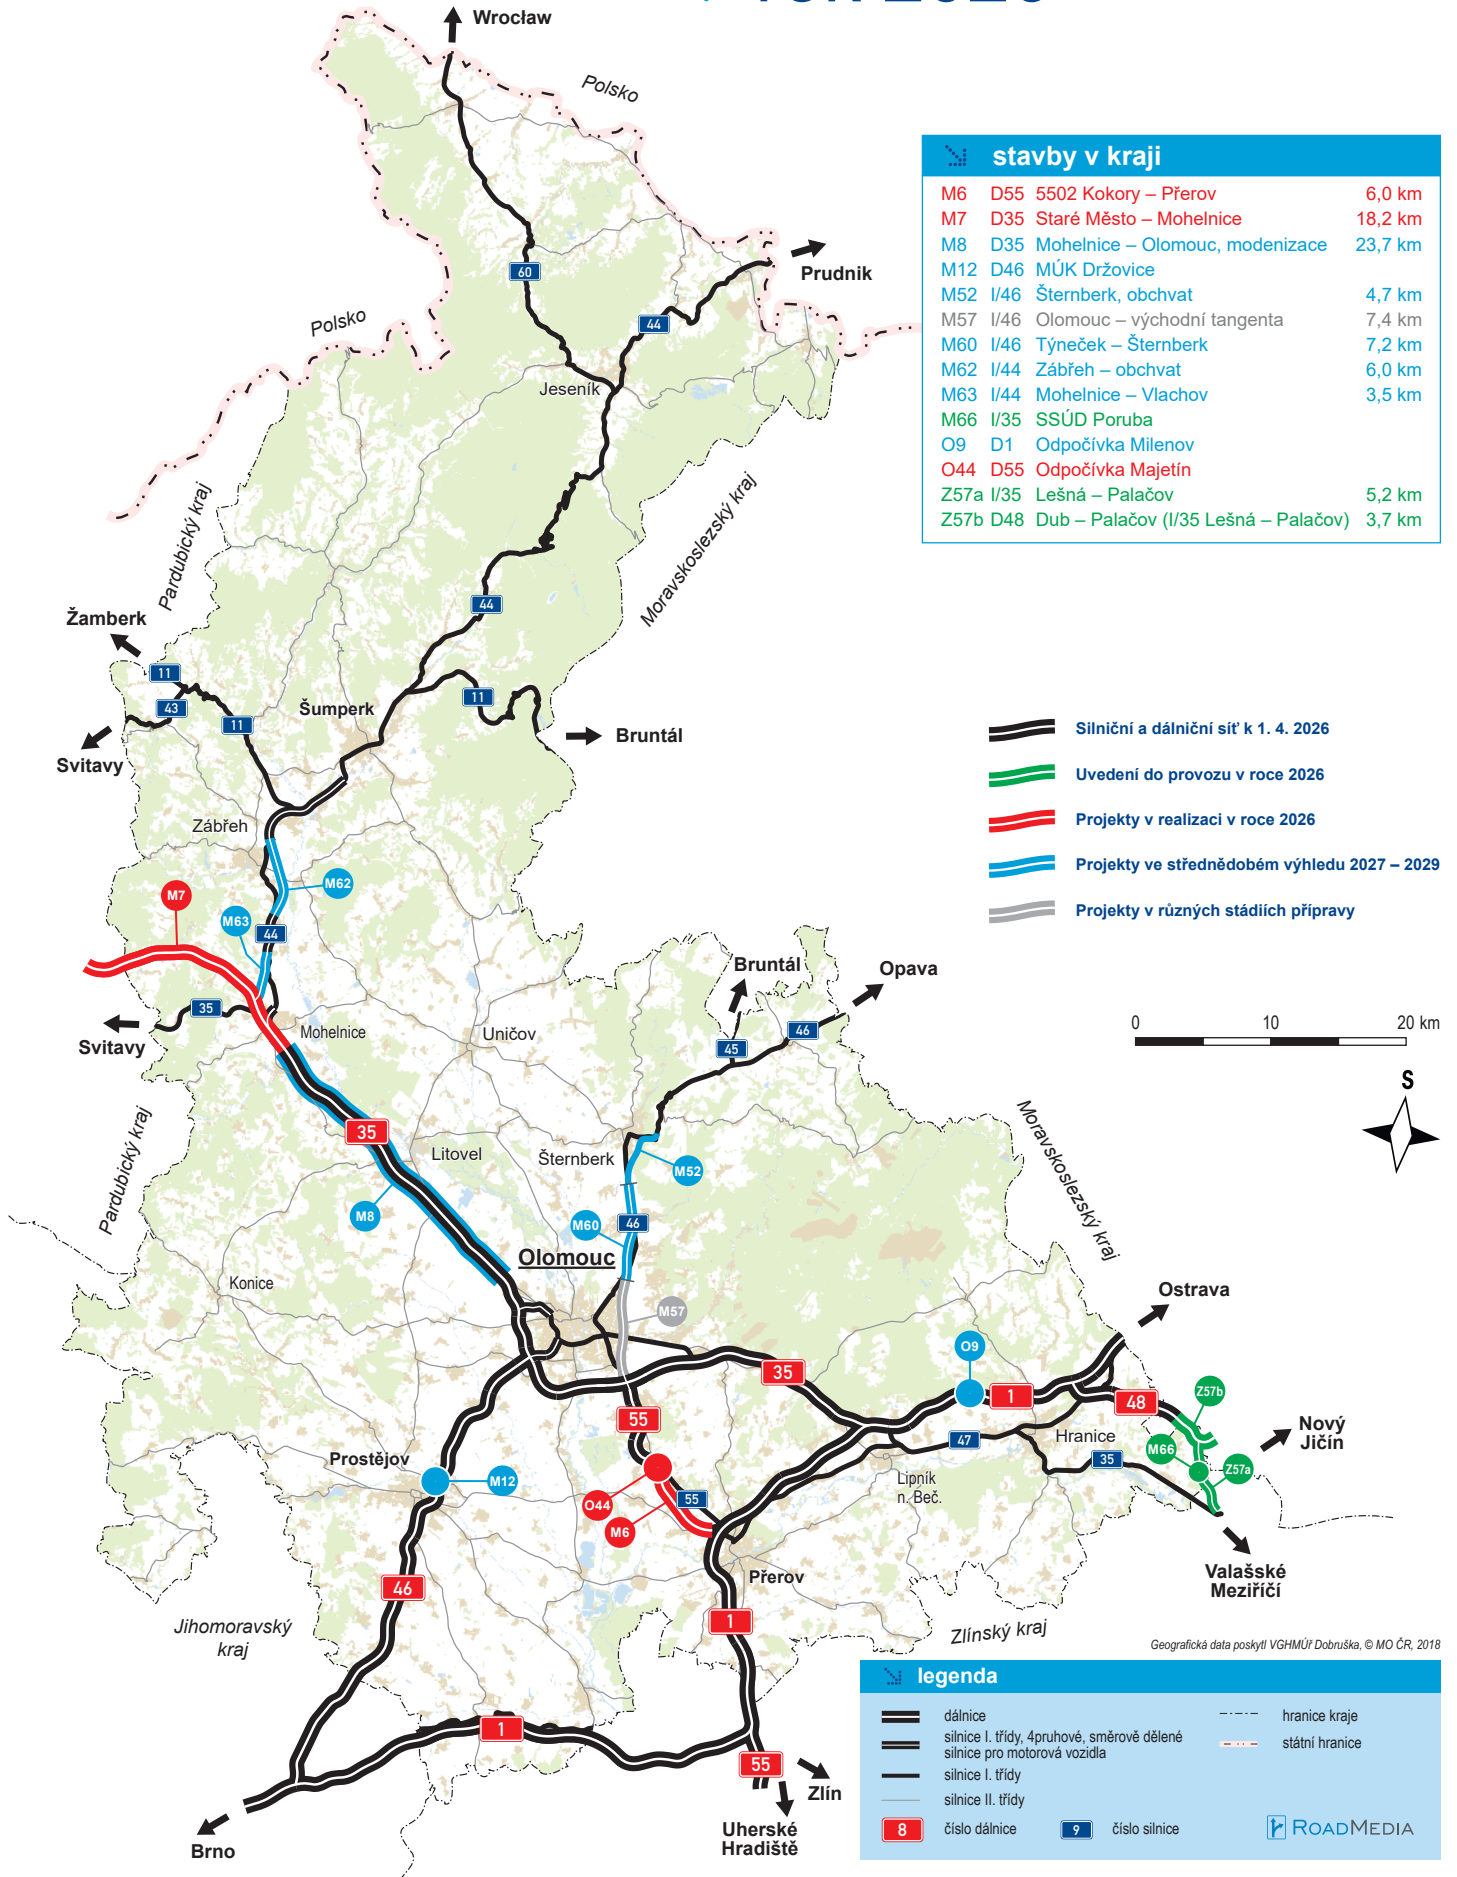 Wrocław
Polsko
stavby v kraji
M6 D55 5502 Kokory – Přerov 6,0 km
M7 D35 Staré Město – Mohelnice 18,2 km
M8 D35 Mohelnice – Olomouc, modenizace 23,7 km
M12 D46 MÚK Držovice
M52 I/46 Šternberk, obchvat 4,7 km
M57 I/46 Olomouc – východní tangenta 7,4 km
M60 I/46 Týneček – Šternberk 7,2 km
M62 I/44 Zábřeh – obchvat 6,0 km
M63 I/44 Mohelnice – Vlachov 3,5 km
M66 I/35 SSÚD Poruba
O9 D1 Odpočívka Milenov
O44 D55 Odpočívka Majetín
Z57a I/35 Lešná – Palačov 5,2 km
Z57b D48 Dub – Palačov (I/35 Lešná – Palačov) 3,7 km
60
Prudnik
Polsko
44
Jeseník
Pardubický kraj
Moravskoslezský kraj
44
Žamberk
11
43
11
11
Šumperk
Svitavy
Bruntál
Silniční a dálniční síť k 1. 4. 2026
Uvedení do provozu v roce 2026
Projekty v realizaci v roce 2026
Projekty ve střednědobém výhledu 2027 – 2029
Projekty v různých stádiích přípravy
Zábřeh
M7
M62
M63
44
Bruntál
Opava
35
Svitavy
Mohelnice
Uničov
45
46
0 10 20 km
S
Pardubický kraj
35
Litovel
Šternberk
M52
Moravskoslezský kraj
M8
M60
46
Olomouc
Konice
M57
Ostrava
O9
35
1
48
Z57b
55
Nový
Jičín
Prostějov
M12
47
Hranice
M66
35
Z57a
Lipník
n. Beč.
O44
55
M6
Valašské
Meziříčí
Přerov
46
1
Jihomoravský
kraj
Zlínský kraj
Geografická data poskytl VGHMÚř Dobruška, © MO ČR, 2018
1
55
Zlín
Uherské
Hradiště
Brno
legenda
dálnice
silnice I. třídy, 4pruhové, směrově dělené
silnice pro motorová vozidla
silnice I. třídy
silnice II. třídy
8 číslo dálnice
9 číslo silnice
hranice kraje
státní hranice
ROADMEDIA